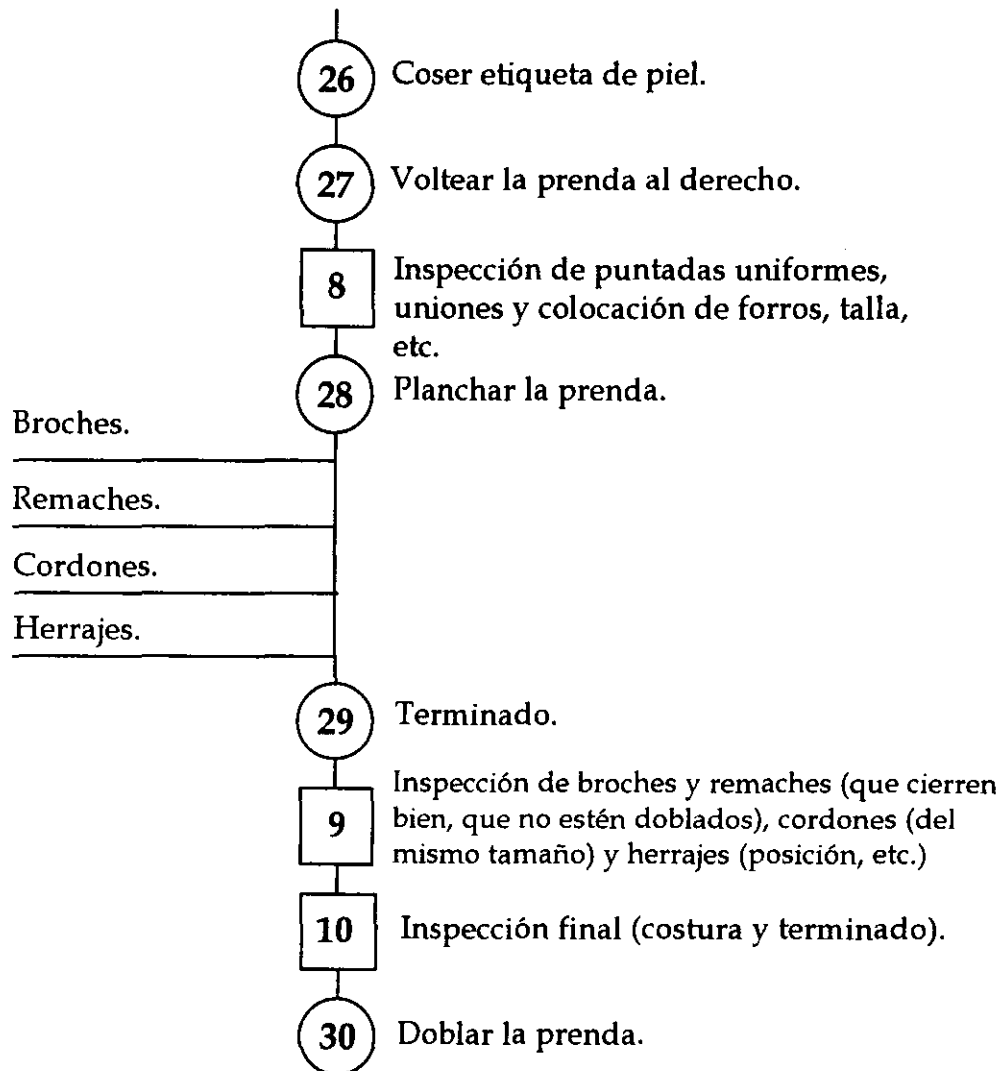 26 Coser etiqueta de piel.
27 Voltear la prenda al derecho.
8 Inspección de puntadas uniformes,
uniones y colocación de forros, talla,
etc.
28 Planchar la prenda.
Broches.
Remaches.
Cordones.
Herrajes.
29 Terminado.
9 Inspección de broches y remaches (que cierren
bien, que no estén doblados), cordones (del
mismo tamaño) y herrajes (posición, etc.)
10 Inspección final (costura y terminado).
30 Doblar la prenda.